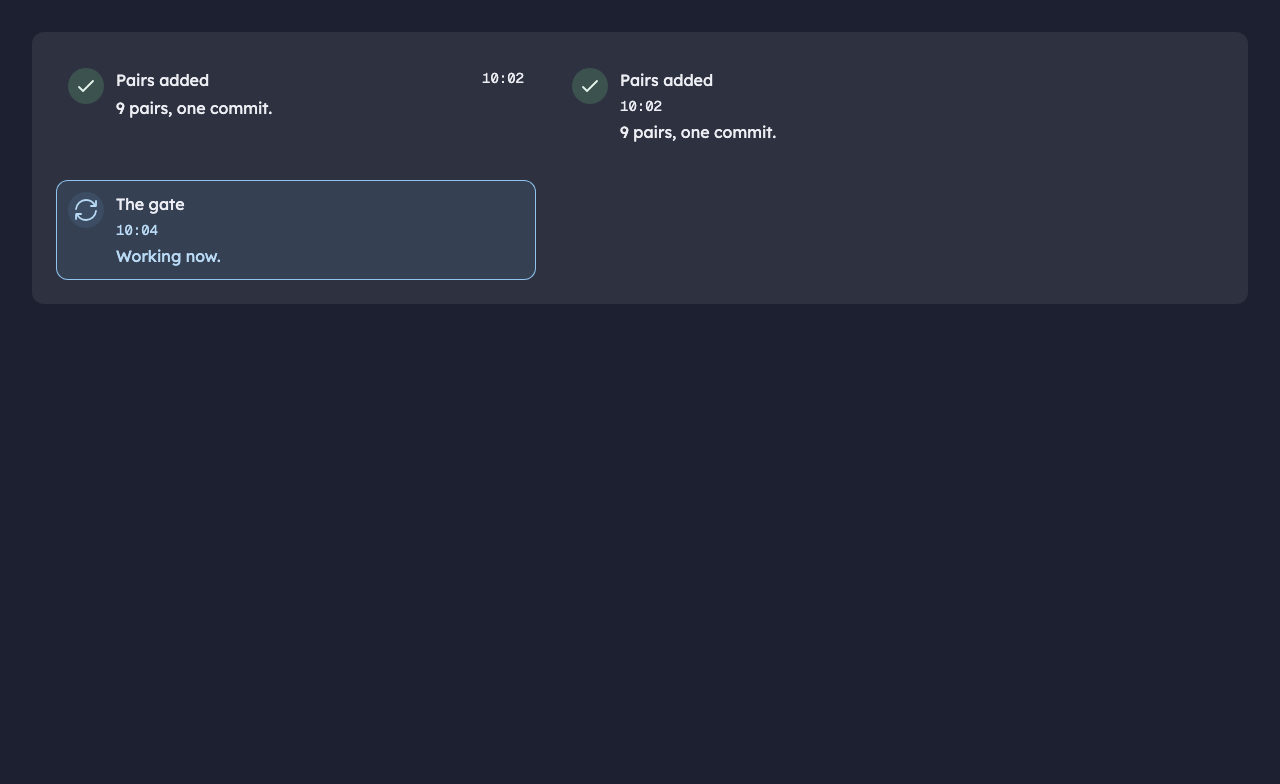 Pairs added 10:02
9 pairs, one commit.
Pairs added
10:02
9 pairs, one commit.
The gate
10:04
Working now.